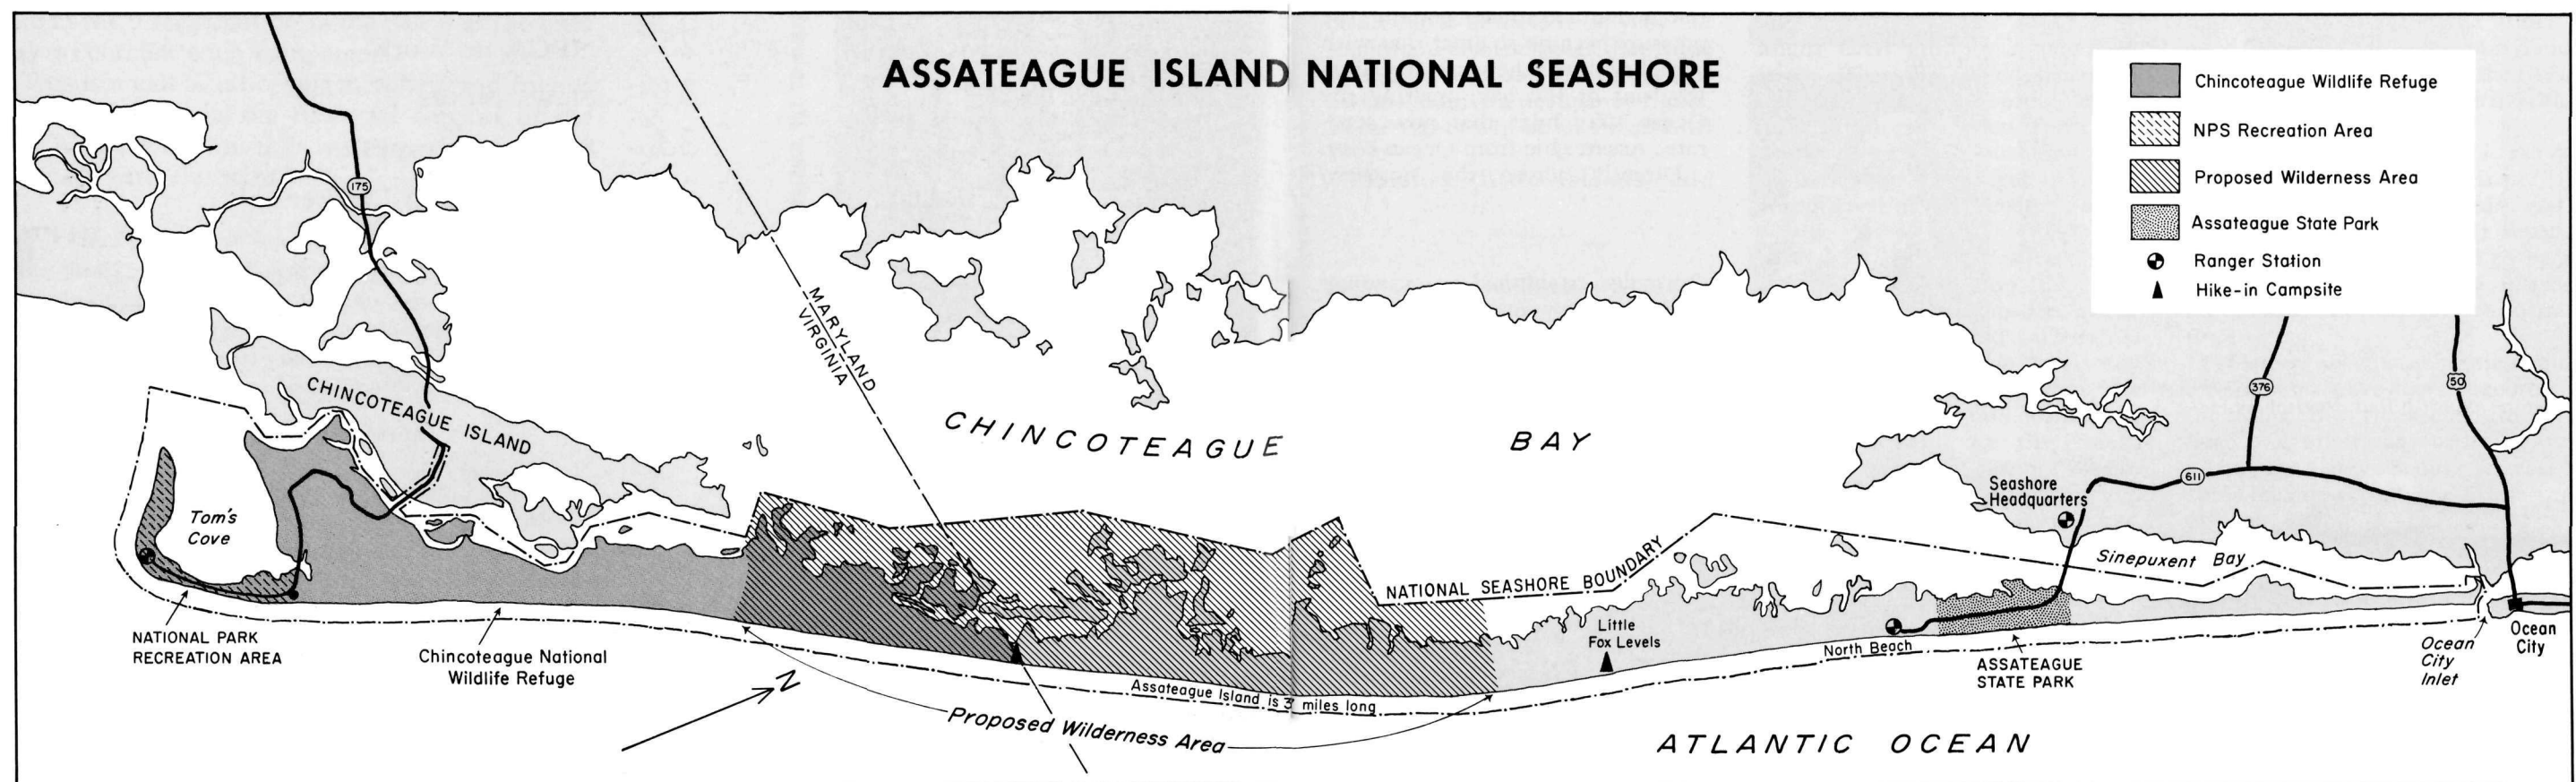 ASSATEAGUE ISLAND NATIONAL SEASHORE
Chincoteague Wildlife Refuge
NPS Recreation Area
Proposed Wilderness Area
Assateague State Park
Ranger Station
Hike-in Campsite
175
MARYLAND
VIRGINIA
376
50
CHINCOTEAGUE ISLAND
CHINCOTEAGUE BAY
611
Seashore
Headquarters
Tom's
Cove
Sinepuxent Bay
NATIONAL SEASHORE BOUNDARY
NATIONAL PARK
RECREATION AREA
Chincoteague National
Wildlife Refuge
Little
Fox Levels
North Beach
ASSATEAGUE
STATE PARK
Ocean
City
Inlet
Ocean
City
N
Assateague Island is miles long
Proposed Wilderness Area
ATLANTIC OCEAN